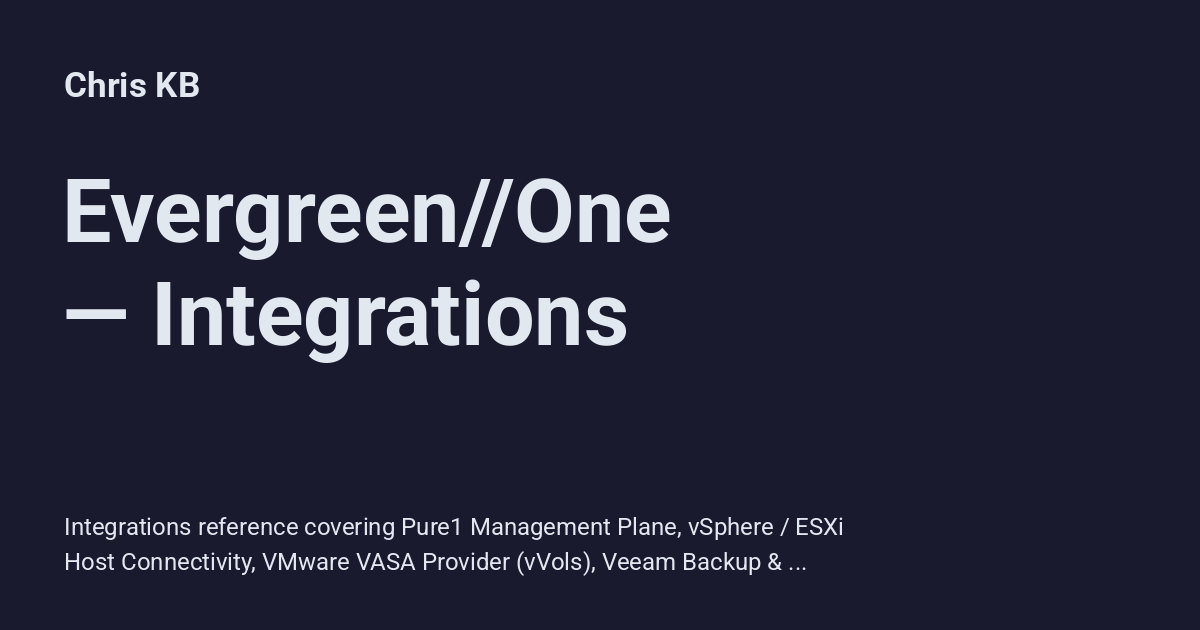 Chris KB
Evergreen//One
— Integrations
Integrations reference covering Pure1 Management Plane, vSphere / ESXi
Host Connectivity, VMware VASA Provider (vVols), Veeam Backup & ...